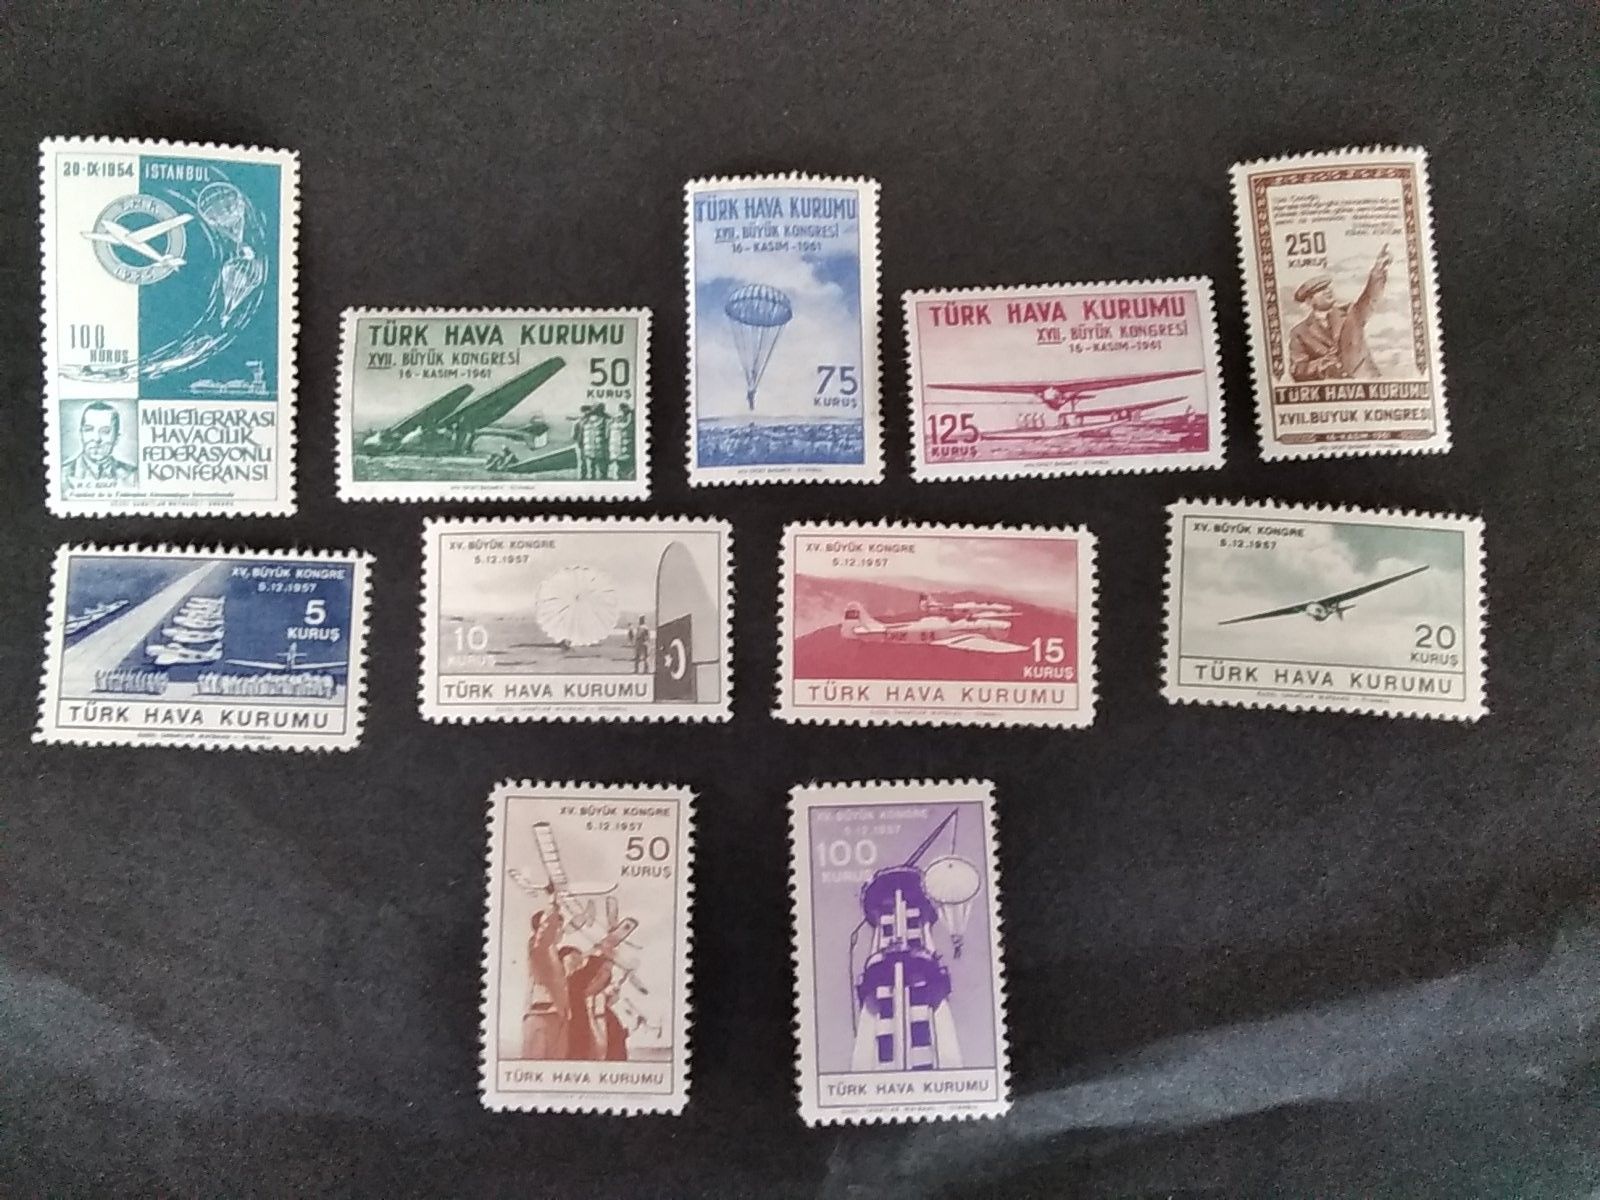 20·IX·1954 ISTANBUL
100
KURUŞ
MİLLETLERARASI
HAVACILIK
FEDERASYONU
KONFERANSI
TÜRK HAVA KURUMU
XVII. BÜYÜK KONGRESİ
16-KASIM-1961
50
KURUŞ
TÜRK HAVA KURUMU
XVII. BÜYÜK KONGRESİ
16-KASIM-1961
75
KURUŞ
TÜRK HAVA KURUMU
XVII. BÜYÜK KONGRESİ
16-KASIM-1961
125
KURUŞ
250
KURUŞ
TÜRK HAVA KURUMU
XVII. BÜYÜK KONGRESİ
16-KASIM 1961
XV. BÜYÜK KONGRE
5.12.1957
5
KURUŞ
TÜRK HAVA KURUMU
XV. BÜYÜK KONGRE
5.12.1957
10
KURUŞ
TÜRK HAVA KURUMU
XV. BÜYÜK KONGRE
5.12.1957
15
KURUŞ
TÜRK HAVA KURUMU
XV. BÜYÜK KONGRE
5.12.1957
20
KURUŞ
TÜRK HAVA KURUMU
XV. BÜYÜK KONGRE
5.12.1957
50
KURUŞ
TÜRK HAVA KURUMU
XV. BÜYÜK KONGRE
5.12.1957
100
KURUŞ
TÜRK HAVA KURUMU